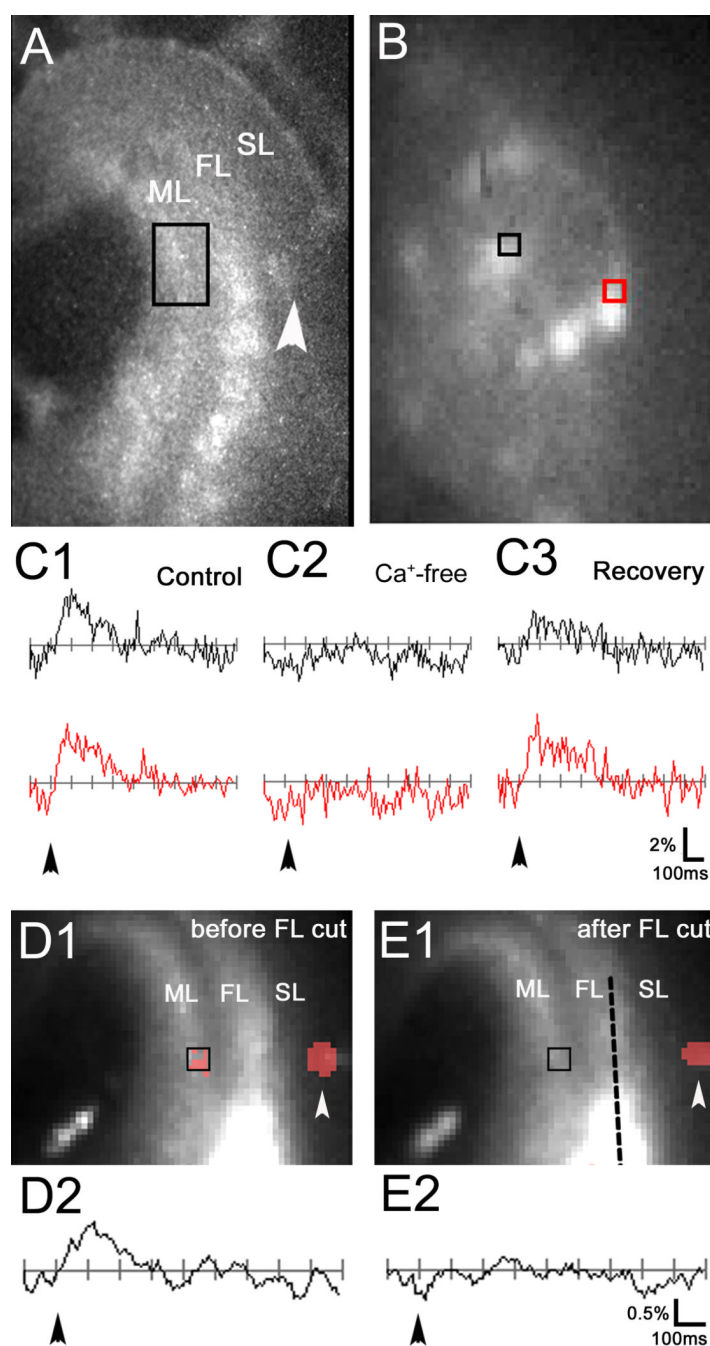 A
B
SL
FL
ML
C1 Control
C2 Ca⁺-free
C3 Recovery
2%
100ms
D1 before FL cut
ML FL SL
E1 after FL cut
ML FL SL
D2
E2
0.5%
100ms